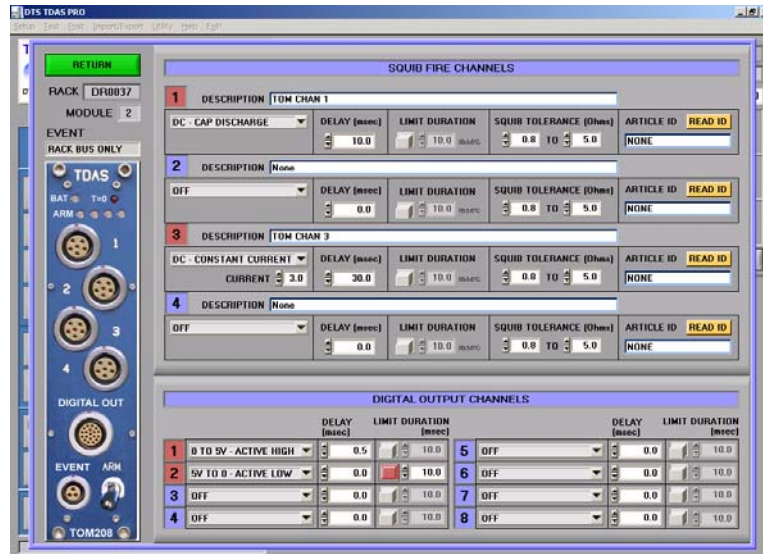 DTS TDAS PRO
Setup Test Post Import/Export Utility Help Exit
RETURN
RACK DR0037
MODULE 2
EVENT
RACK BUS ONLY
TDAS
BAT T=0
ARM
1
2
3
4
DIGITAL OUT
EVENT ARM
TOM208
SQUIB FIRE CHANNELS
1 DESCRIPTION TOM CHAN 1
DC - CAP DISCHARGE DELAY (msec) LIMIT DURATION SQUIB TOLERANCE (Ohms) ARTICLE ID READ ID
10.0 10.0 msec 0.8 TO 5.0 NONE
2 DESCRIPTION None
OFF DELAY (msec) LIMIT DURATION SQUIB TOLERANCE (Ohms) ARTICLE ID READ ID
0.0 10.0 msec 0.8 TO 5.0 NONE
3 DESCRIPTION TOM CHAN 3
DC - CONSTANT CURRENT DELAY (msec) LIMIT DURATION SQUIB TOLERANCE (Ohms) ARTICLE ID READ ID
CURRENT 3.0 30.0 10.0 msec 0.8 TO 5.0 NONE
4 DESCRIPTION None
OFF DELAY (msec) LIMIT DURATION SQUIB TOLERANCE (Ohms) ARTICLE ID READ ID
0.0 10.0 msec 0.8 TO 5.0 NONE
DIGITAL OUTPUT CHANNELS
DELAY LIMIT DURATION DELAY LIMIT DURATION
(msec) (msec) (msec) (msec)
1 0 TO 5V - ACTIVE HIGH 0.5 10.0 5 OFF 0.0 10.0
2 5V TO 0 - ACTIVE LOW 0.0 10.0 6 OFF 0.0 10.0
3 OFF 0.0 10.0 7 OFF 0.0 10.0
4 OFF 0.0 10.0 8 OFF 0.0 10.0